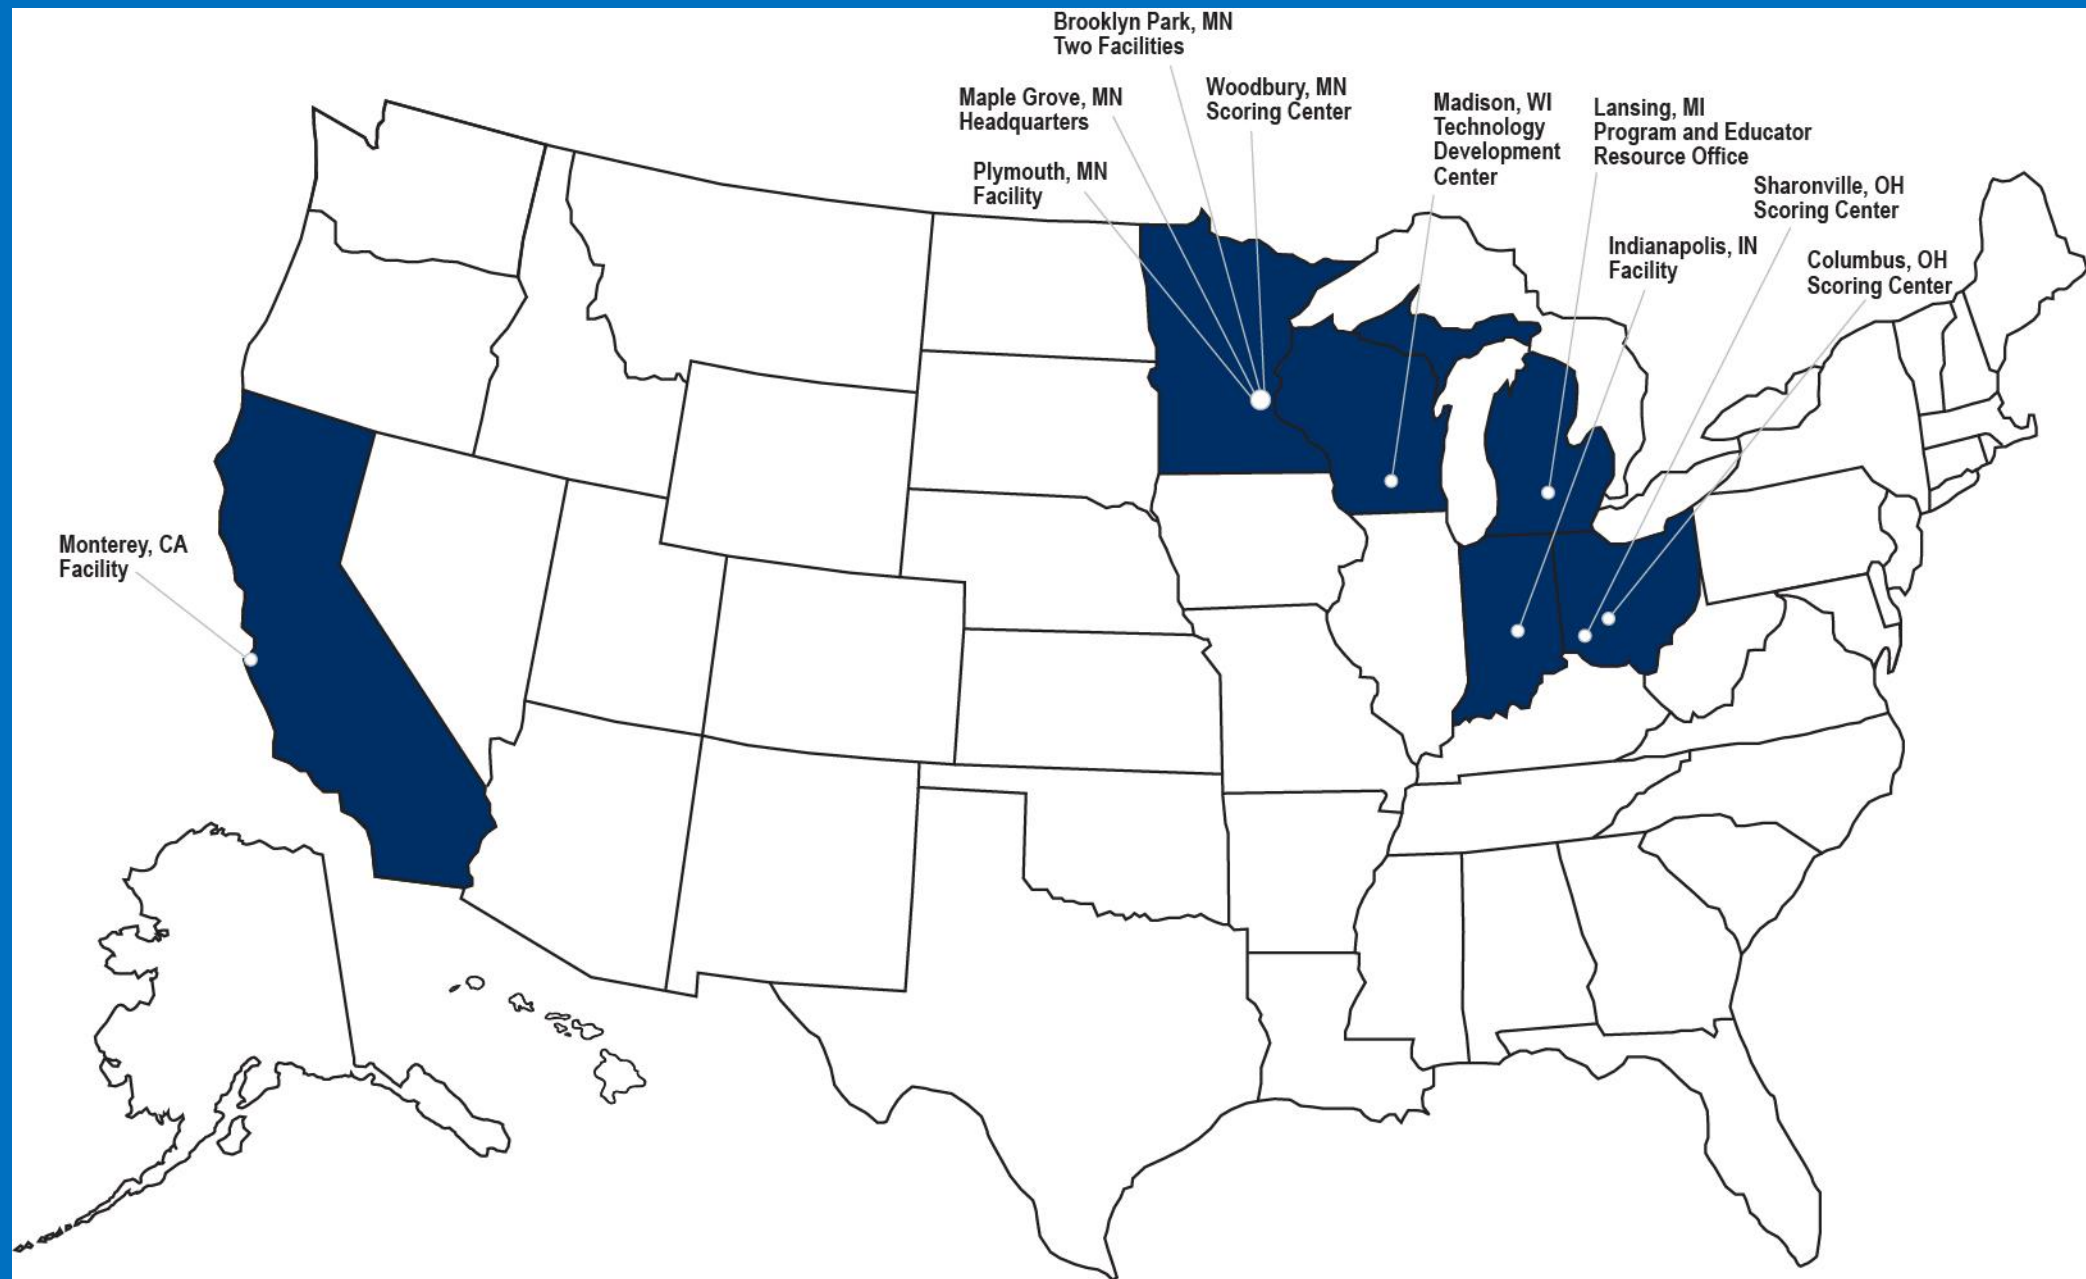 Brooklyn Park, MN
Two Facilities
Woodbury, MN
Scoring Center
Maple Grove, MN
Headquarters
Plymouth, MN
Facility
Madison, WI
Technology
Development
Center
Lansing, MI
Program and Educator
Resource Office
Sharonville, OH
Scoring Center
Indianapolis, IN
Facility
Columbus, OH
Scoring Center
Monterey, CA
Facility